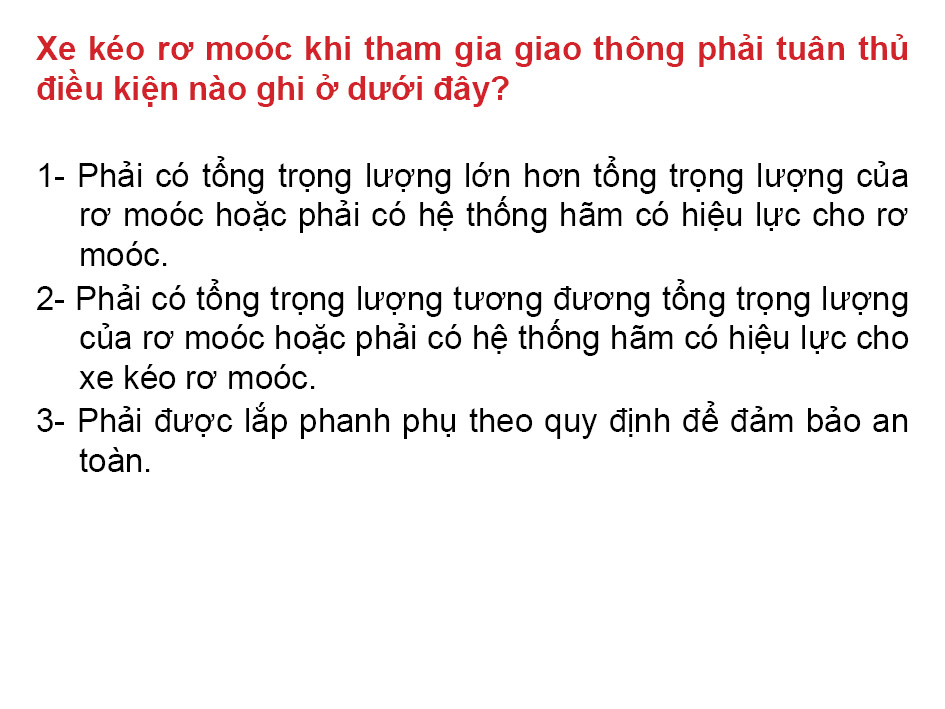 Xe kéo rơ moóc khi tham gia giao thông phải tuân thủ
điều kiện nào ghi ở dưới đây?
1- Phải có tổng trọng lượng lớn hơn tổng trọng lượng của
rơ moóc hoặc phải có hệ thống hãm có hiệu lực cho rơ
moóc.
2- Phải có tổng trọng lượng tương đương tổng trọng lượng
của rơ moóc hoặc phải có hệ thống hãm có hiệu lực cho
xe kéo rơ moóc.
3- Phải được lắp phanh phụ theo quy định để đảm bảo an
toàn.